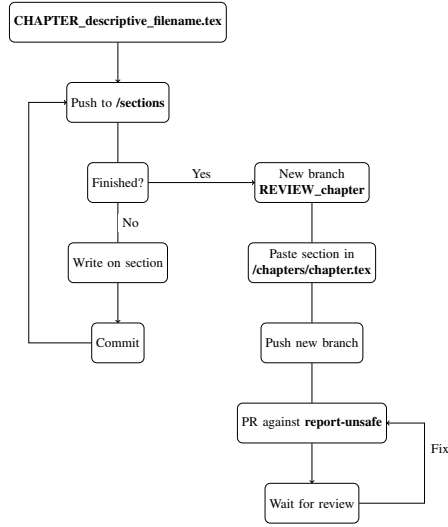 CHAPTER_descriptive_filename.tex
Push to /sections
Finished?
Yes
New branch
REVIEW_chapter
No
Write on section
Paste section in
/chapters/chapter.tex
Commit
Push new branch
PR against report-unsafe
Fix
Wait for review